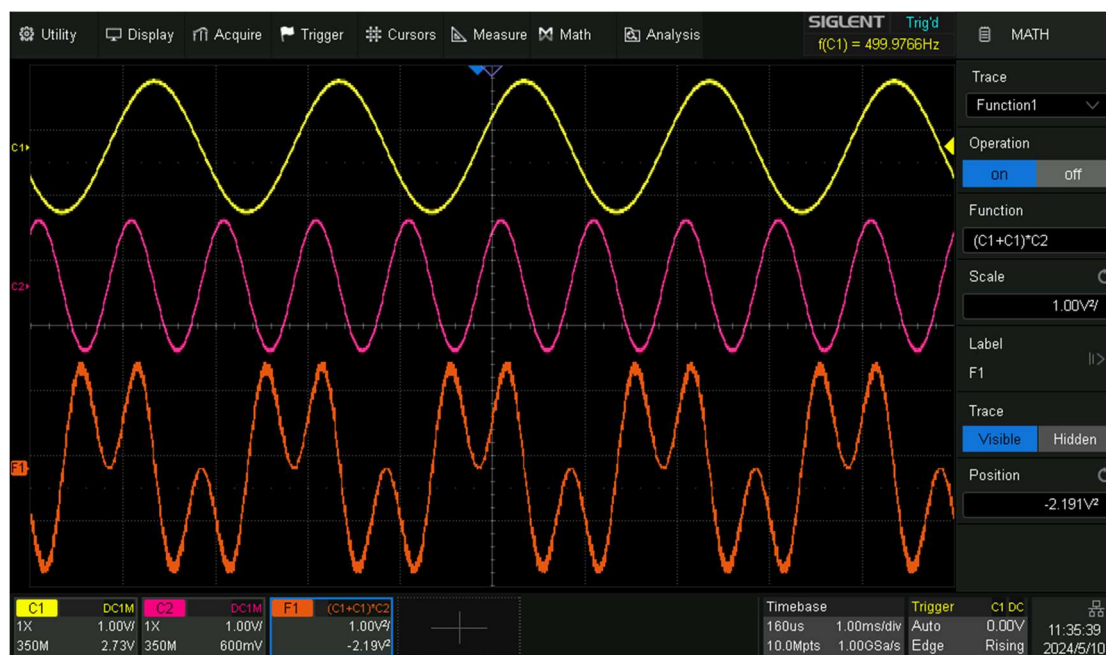 Utility Display Acquire Trigger Cursors Measure Math Analysis
SIGLENT Trig'd
f(C1) = 499.9766Hz
MATH
Trace
Function1
Operation
on off
Function
(C1+C1)*C2
Scale
1.00V²/
Label
F1
Trace
Visible Hidden
Position
-2.191V²
C1
C2
F1
C1 DC1M
1X 1.00V/
350M 2.73V
C2 DC1M
1X 1.00V/
350M 600mV
F1 (C1+C1)*C2
1.00V²/
-2.19V²
Timebase
160us 1.00ms/div
10.0Mpts 1.00GSa/s
Trigger C1 DC
Auto 0.00V
Edge Rising
11:35:39
2024/5/10